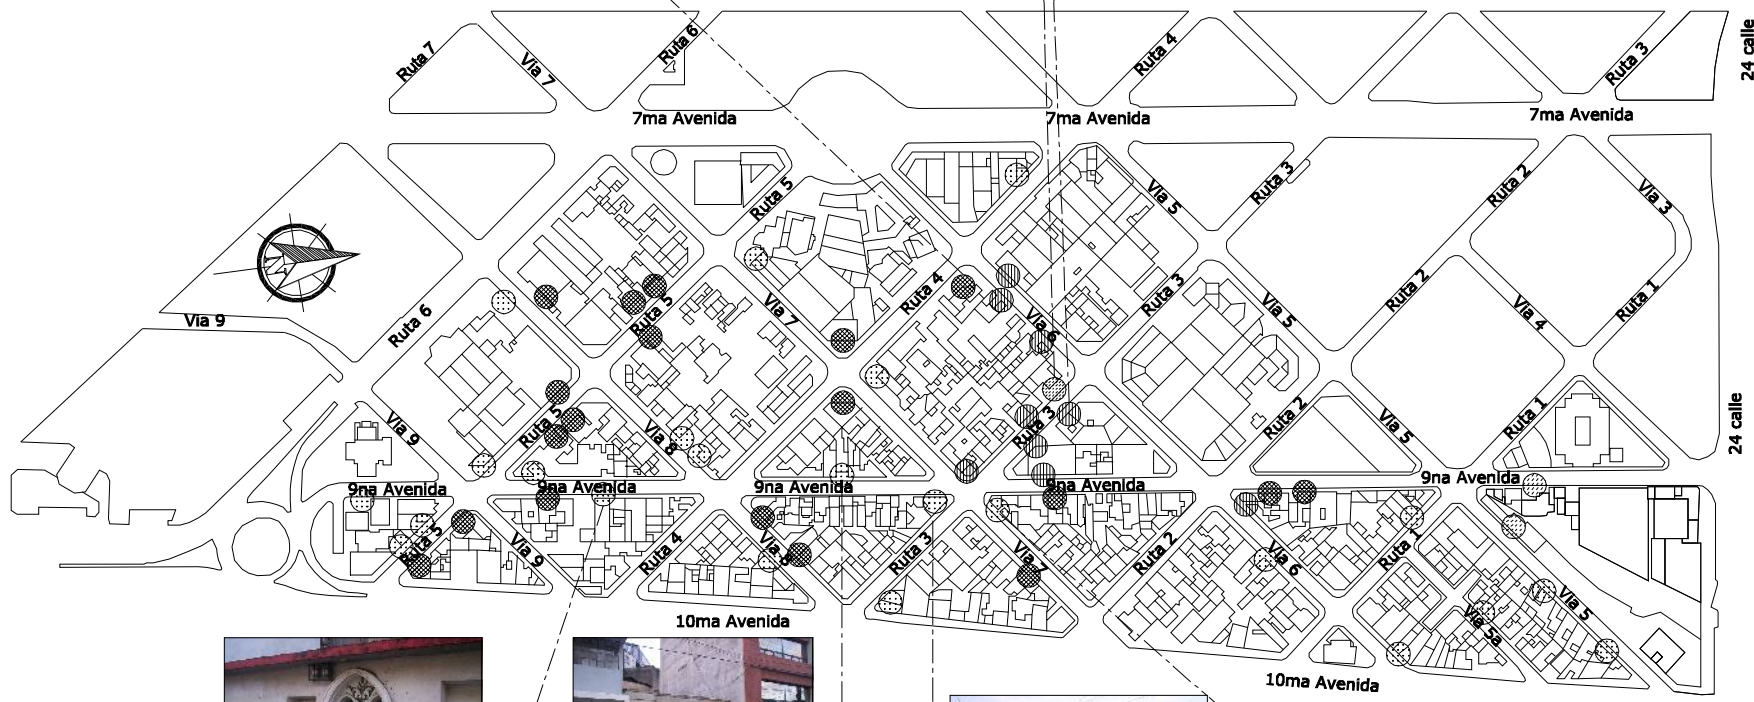 24 calle
Ruta 7
Via 7
Ruta 6
Ruta 4
Ruta 3
7ma Avenida
7ma Avenida
7ma Avenida
Ruta 5
Via 5
Ruta 3
Ruta 2
Via 3
N
Via 9
Ruta 6
Ruta 5
Via 7
Ruta 4
Via 6
Ruta 3
Via 5
Ruta 2
Via 4
Ruta 1
24 calle
Via 9
Ruta 5
Via 8
Ruta 3
Ruta 2
Via 5
Ruta 1
9na Avenida
9na Avenida
9na Avenida
9na Avenida
9na Avenida
Ruta 5
Via 9
Ruta 4
Via 8
Ruta 3
Via 7
Ruta 2
Via 6
Ruta 1
Via 5
Via 5a
10ma Avenida
10ma Avenida